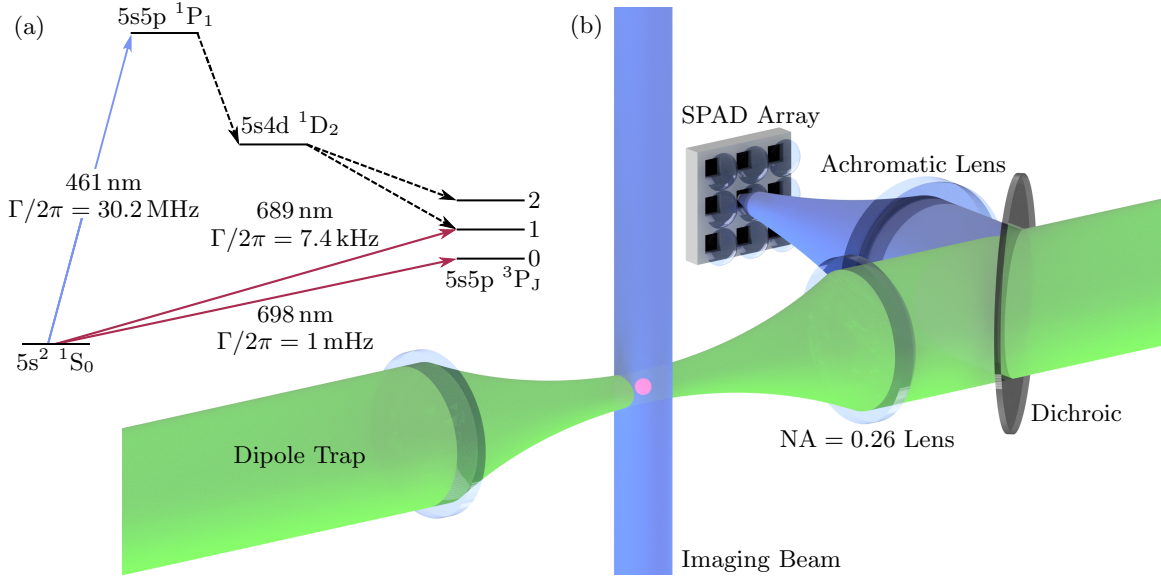 (a)
5s5p ¹P₁
5s4d ¹D₂
461 nm
Γ/2π = 30.2 MHz
689 nm
Γ/2π = 7.4 kHz
2
1
0
5s5p ³P_J
698 nm
Γ/2π = 1 mHz
5s² ¹S₀
(b)
SPAD Array
Achromatic Lens
Dichroic
NA = 0.26 Lens
Dipole Trap
Imaging Beam